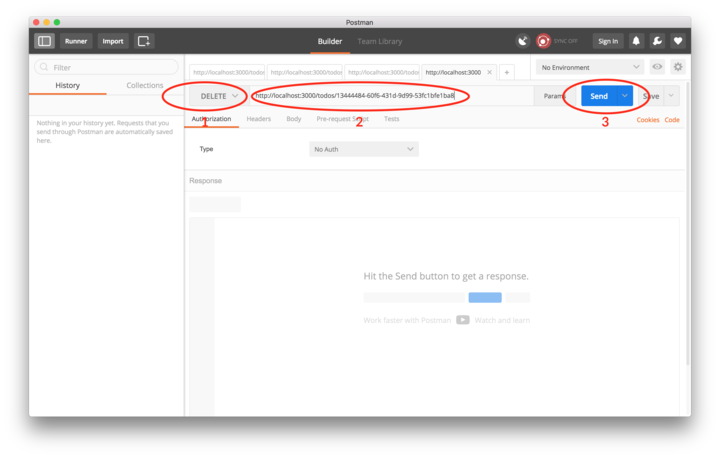 Postman
Runner
Import
Builder
Team Library
SYNC OFF
Sign In
Filter
History
Collections
Nothing in your history yet. Requests that you
send through Postman are automatically saved
here.
http://localhost:3000/todos
http://localhost:3000/todos
http://localhost:3000/todos
http://localhost:3000
+
No Environment
DELETE
http://localhost:3000/todos/13444484-60f6-431d-9d99-53fc1bfe1ba8
Params
Send
Save
1
2
3
Authorization
Headers
Body
Pre-request Script
Tests
Cookies
Code
Type
No Auth
Response
Hit the Send button to get a response.
Work faster with Postman
Watch and learn